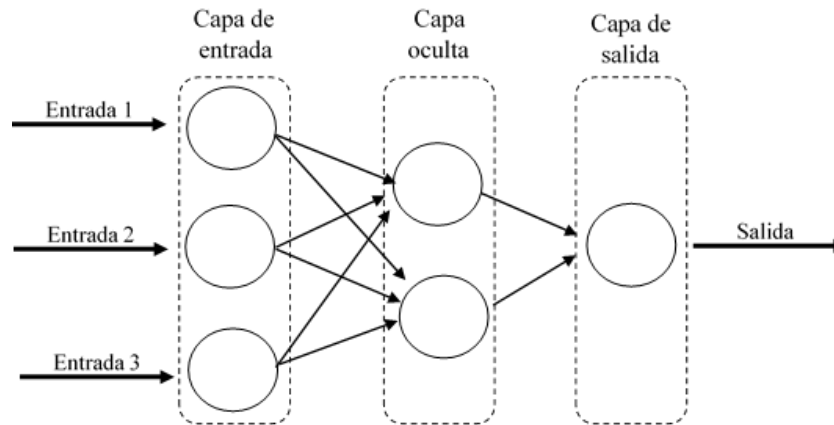 Capa de
entrada
Capa
oculta
Capa de
salida
Entrada 1
Entrada 2
Entrada 3
Salida